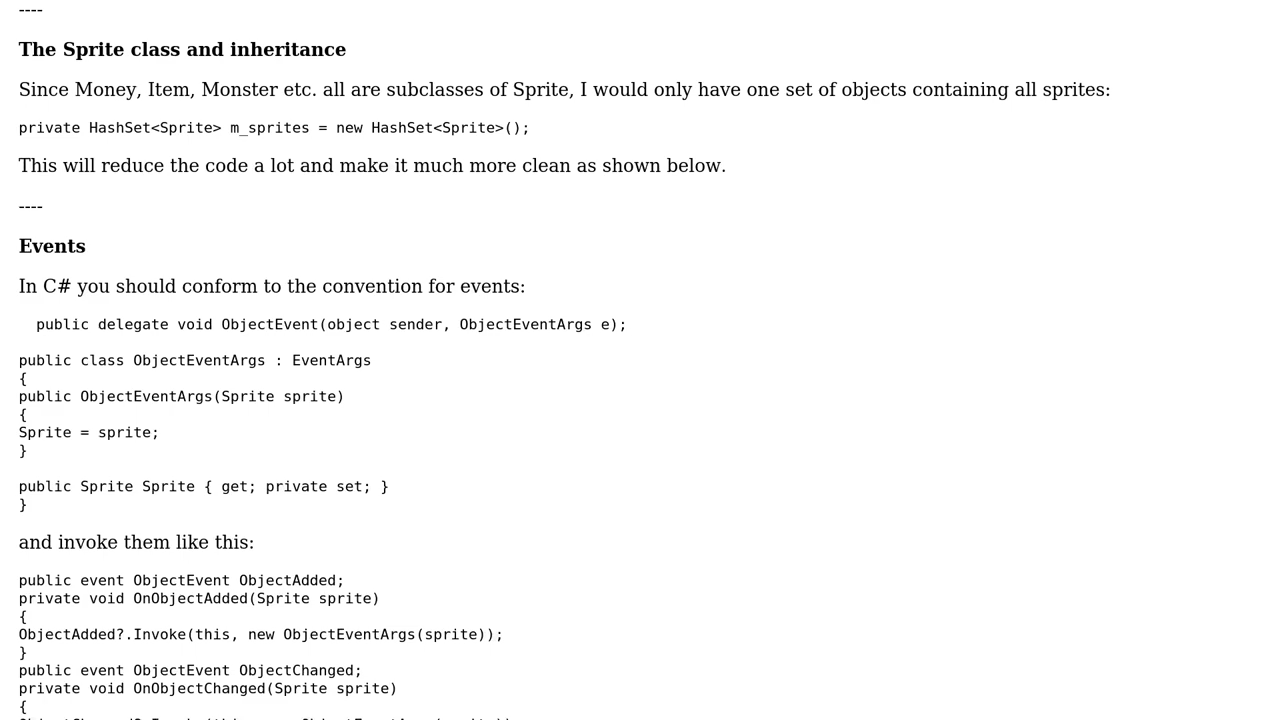 ----
The Sprite class and inheritance
Since Money, Item, Monster etc. all are subclasses of Sprite, I would only have one set of objects containing all sprites:
private HashSet<Sprite> m_sprites = new HashSet<Sprite>();
This will reduce the code a lot and make it much more clean as shown below.
----
Events
In C# you should conform to the convention for events:
  public delegate void ObjectEvent(object sender, ObjectEventArgs e);
public class ObjectEventArgs : EventArgs
{
public ObjectEventArgs(Sprite sprite)
{
Sprite = sprite;
}
public Sprite Sprite { get; private set; }
}
and invoke them like this:
public event ObjectEvent ObjectAdded;
private void OnObjectAdded(Sprite sprite)
{
ObjectAdded?.Invoke(this, new ObjectEventArgs(sprite));
}
public event ObjectEvent ObjectChanged;
private void OnObjectChanged(Sprite sprite)
{